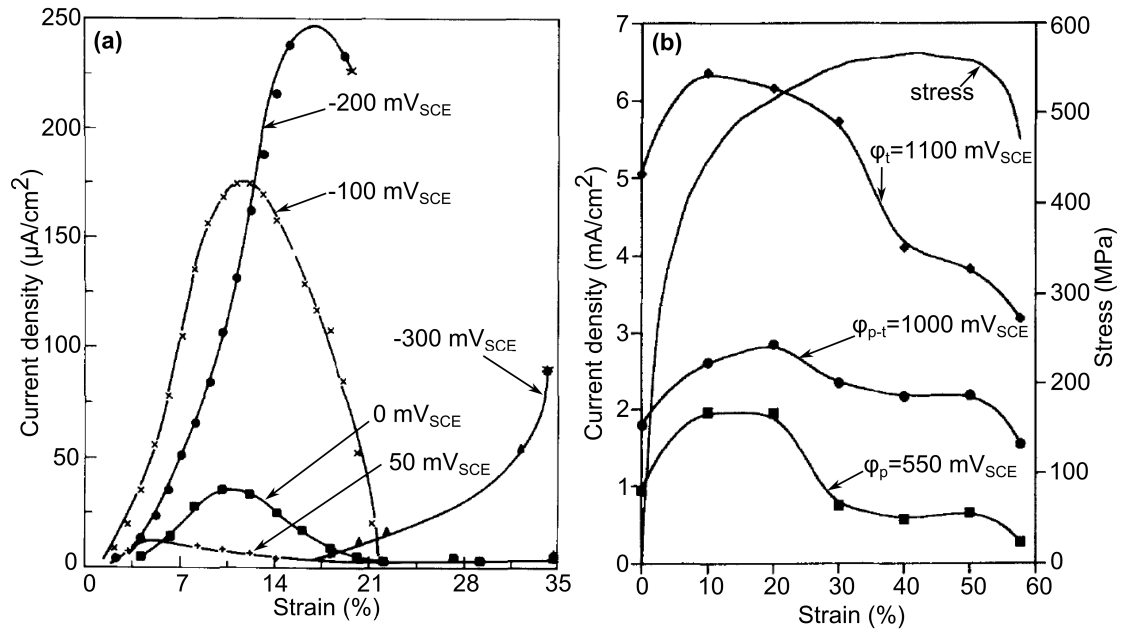 (a)
250
200
150
100
50
0
0
7
14
21
28
35
Current density (µA/cm2)
Strain (%)
-200 mVSCE
-100 mVSCE
-300 mVSCE
0 mVSCE
50 mVSCE
(b)
7
6
5
4
3
2
1
0
0
10
20
30
40
50
60
600
500
400
300
200
100
0
Current density (mA/cm2)
Strain (%)
Stress (MPa)
stress
φt=1100 mVSCE
φp-t=1000 mVSCE
φp=550 mVSCE